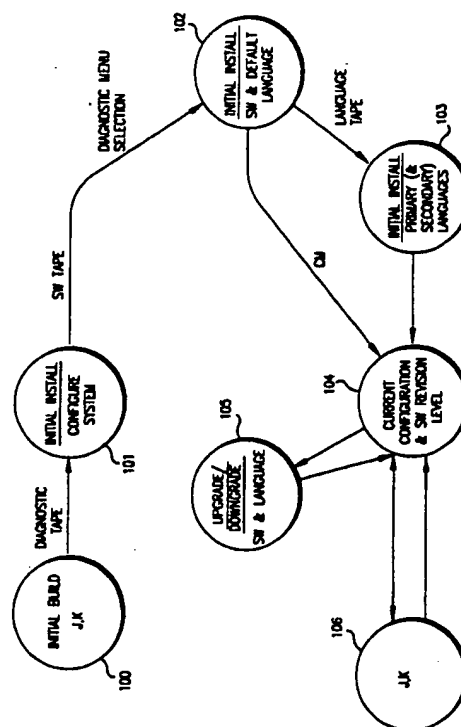 INITIAL BUILD
J,K
100
DIAGNOSTIC
TAPE
INITIAL INSTALL
CONFIGURE
SYSTEM
101
SW TAPE
DIAGNOSTIC MENU
SELECTION
102
INITIAL INSTALL
SW & DEFAULT
LANGUAGE
LANGUAGE
TAPE
103
INITIAL INSTALL
PRIMARY (&
SECONDARY)
LANGUAGES
CM
104
CURRENT
CONFIGURATION
& SW REVISION
LEVEL
105
UPGRADE/
DOWNGRADE
SW & LANGUAGE
106
J,K